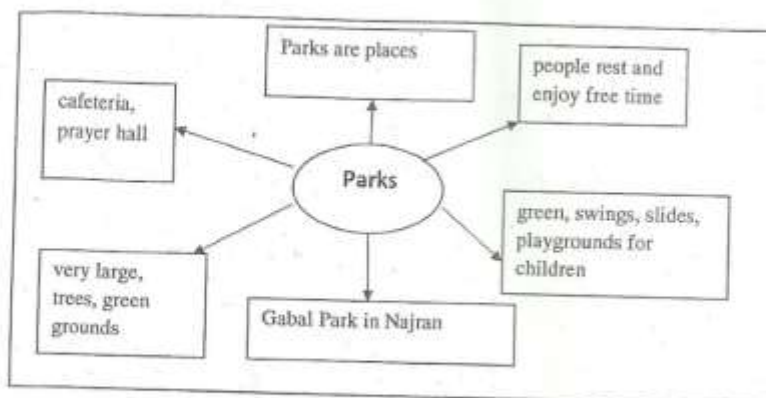 Parks are places
people rest and
enjoy free time
cafeteria,
prayer hall
Parks
green, swings, slides,
playgrounds for
children
very large,
trees, green
grounds
Gabal Park in Najran